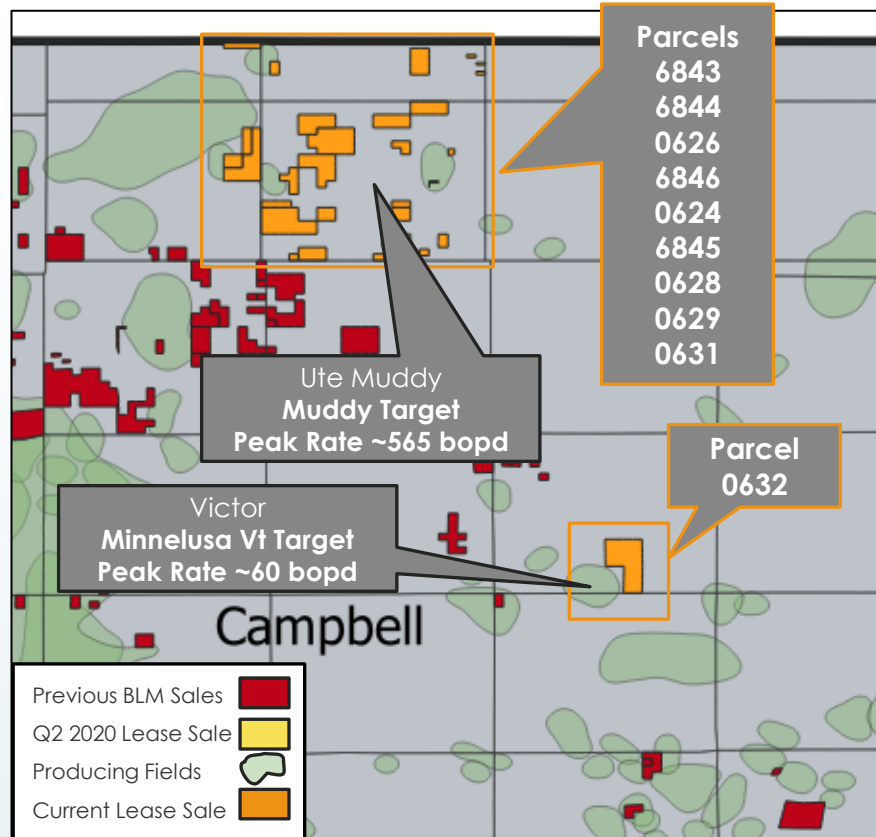 Parcels
6843
6844
0626
6846
0624
6845
0628
0629
0631
Ute Muddy
Muddy Target
Peak Rate ~565 bopd
Parcel
0632
Victor
Minnelusa Vt Target
Peak Rate ~60 bopd
Campbell
Previous BLM Sales
Q2 2020 Lease Sale
Producing Fields
Current Lease Sale